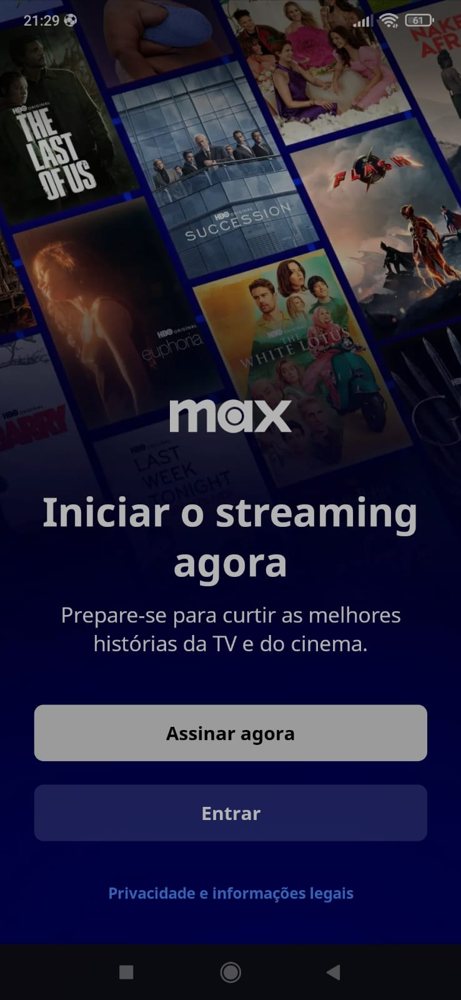 21:29
61
NAKED
HBO ORIGINAL
THE
LAST
OF US
FLASH
HBO ORIGINAL
SUCCESSION
HBO ORIGINAL
euphoria
HBO ORIGINAL
THE
WHITE LOTUS
HBO ORIGINAL
BARRY
HBO ORIGINAL
LAST
WEEK
TONIGHT
max
Iniciar o streaming
agora
Prepare-se para curtir as melhores
histórias da TV e do cinema.
Assinar agora
Entrar
Privacidade e informações legais